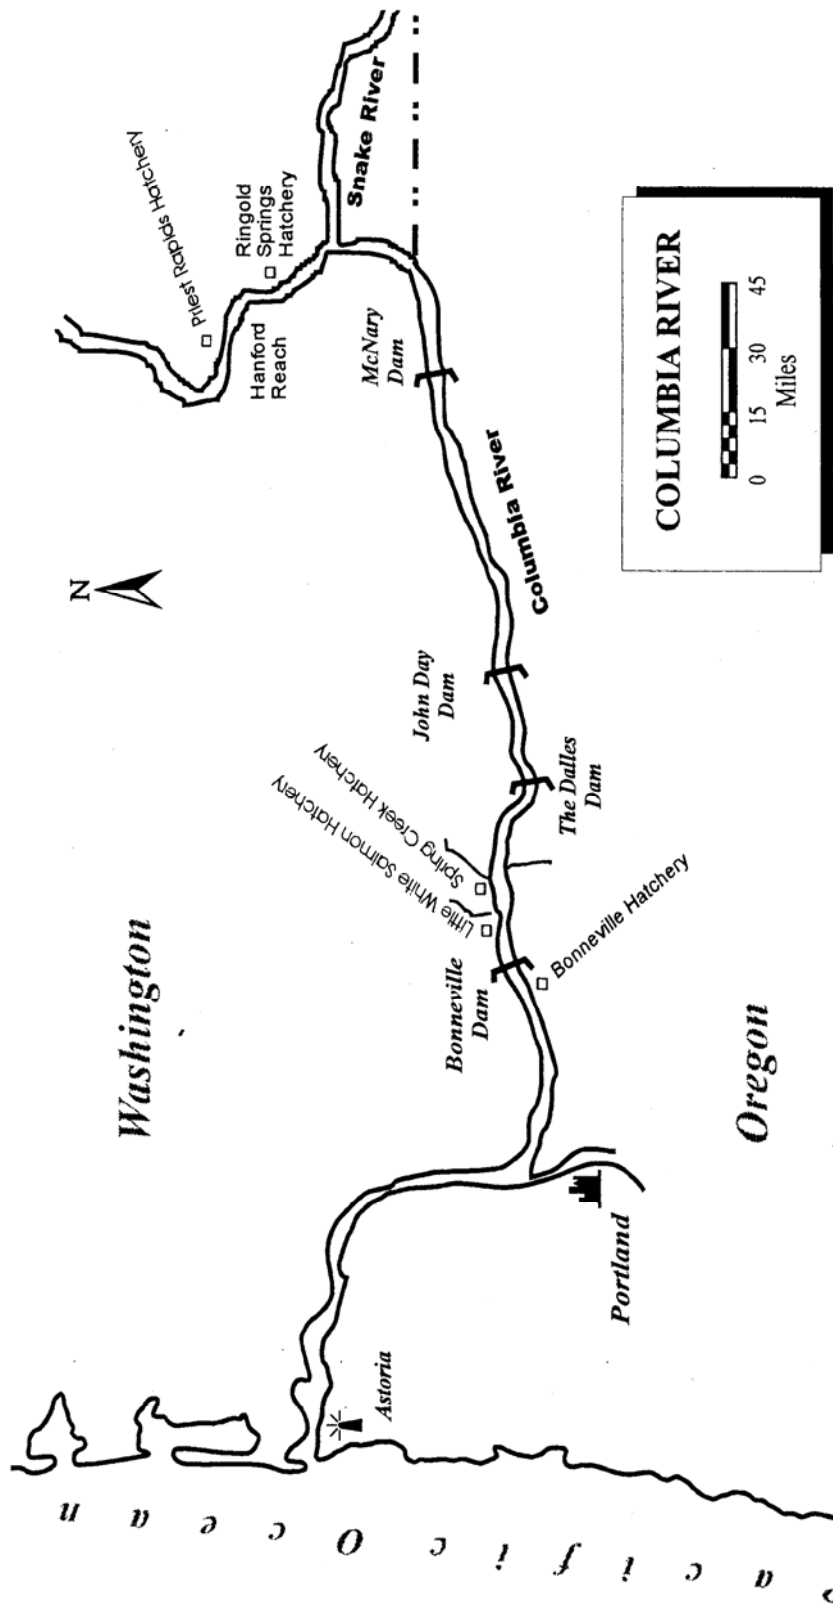 N
Priest Rapids Hatchery
Ringold
Springs
Hatchery
Hanford
Reach
Snake River
Washington
McNary
Dam
Columbia River
John Day
Dam
Spring Creek Hatchery
Little White Salmon Hatchery
The Dalles
Dam
Bonneville
Dam
Bonneville Hatchery
Astoria
Portland
Oregon
Pacific Ocean
COLUMBIA RIVER
0 15 30 45
Miles